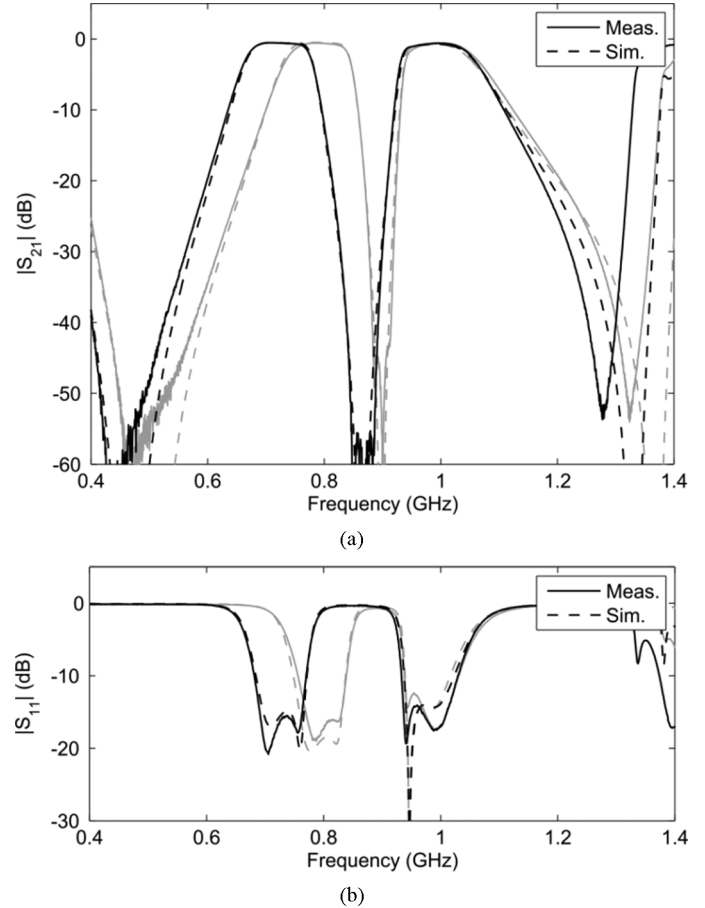 Meas.
Sim.
|S21| (dB)
0
-10
-20
-30
-40
-50
-60
0.4
0.6
0.8
1
1.2
1.4
Frequency (GHz)
(a)
Meas.
Sim.
|S11| (dB)
0
-10
-20
-30
0.4
0.6
0.8
1
1.2
1.4
Frequency (GHz)
(b)